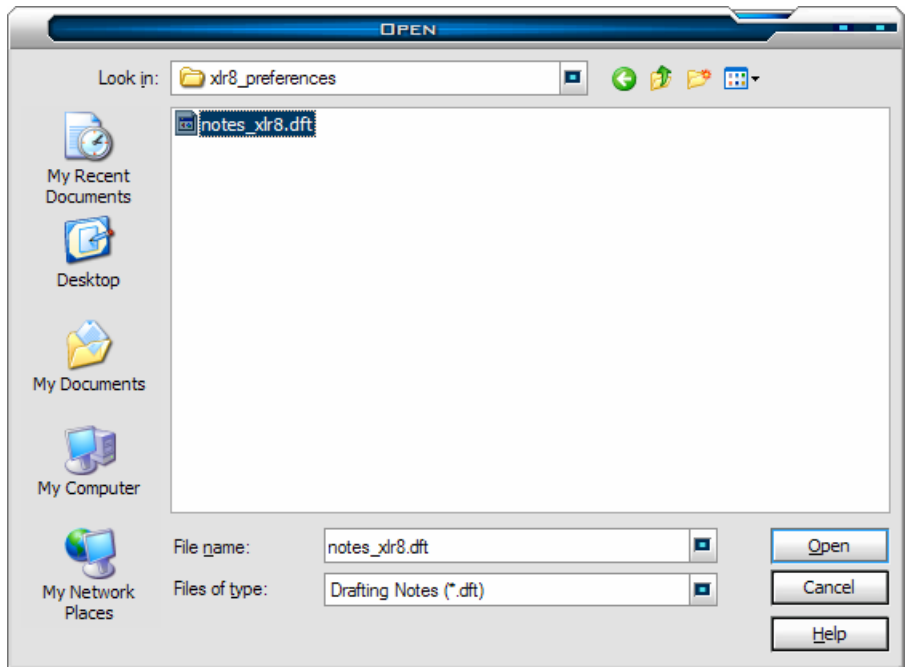 OPEN
Look in:
xlr8_preferences
notes_xlr8.dft
My Recent
Documents
Desktop
My Documents
My Computer
My Network
Places
File name:
notes_xlr8.dft
Open
Files of type:
Drafting Notes (*.dft)
Cancel
Help